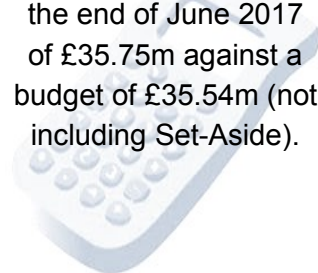 the end of June 2017
of £35.75m against a
budget of £35.54m (not
including Set-Aside).